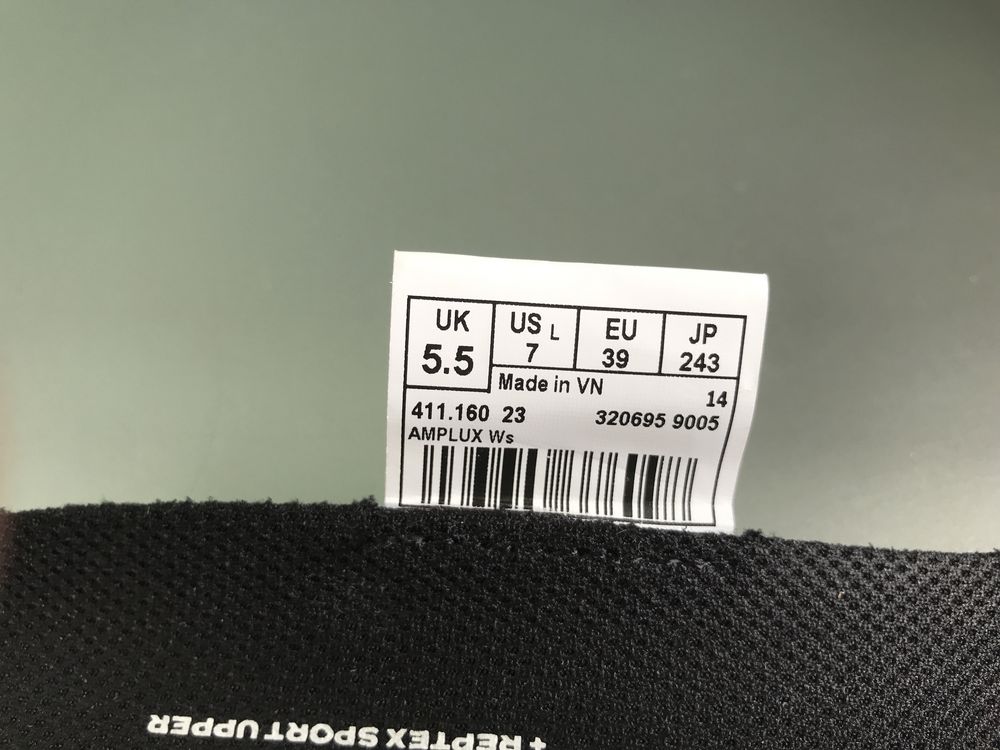 UK US L EU JP
5.5 7 39 243
Made in VN
14
411.160 23 320695 9005
AMPLUX Ws
+ REPTEX SPORT UPPER